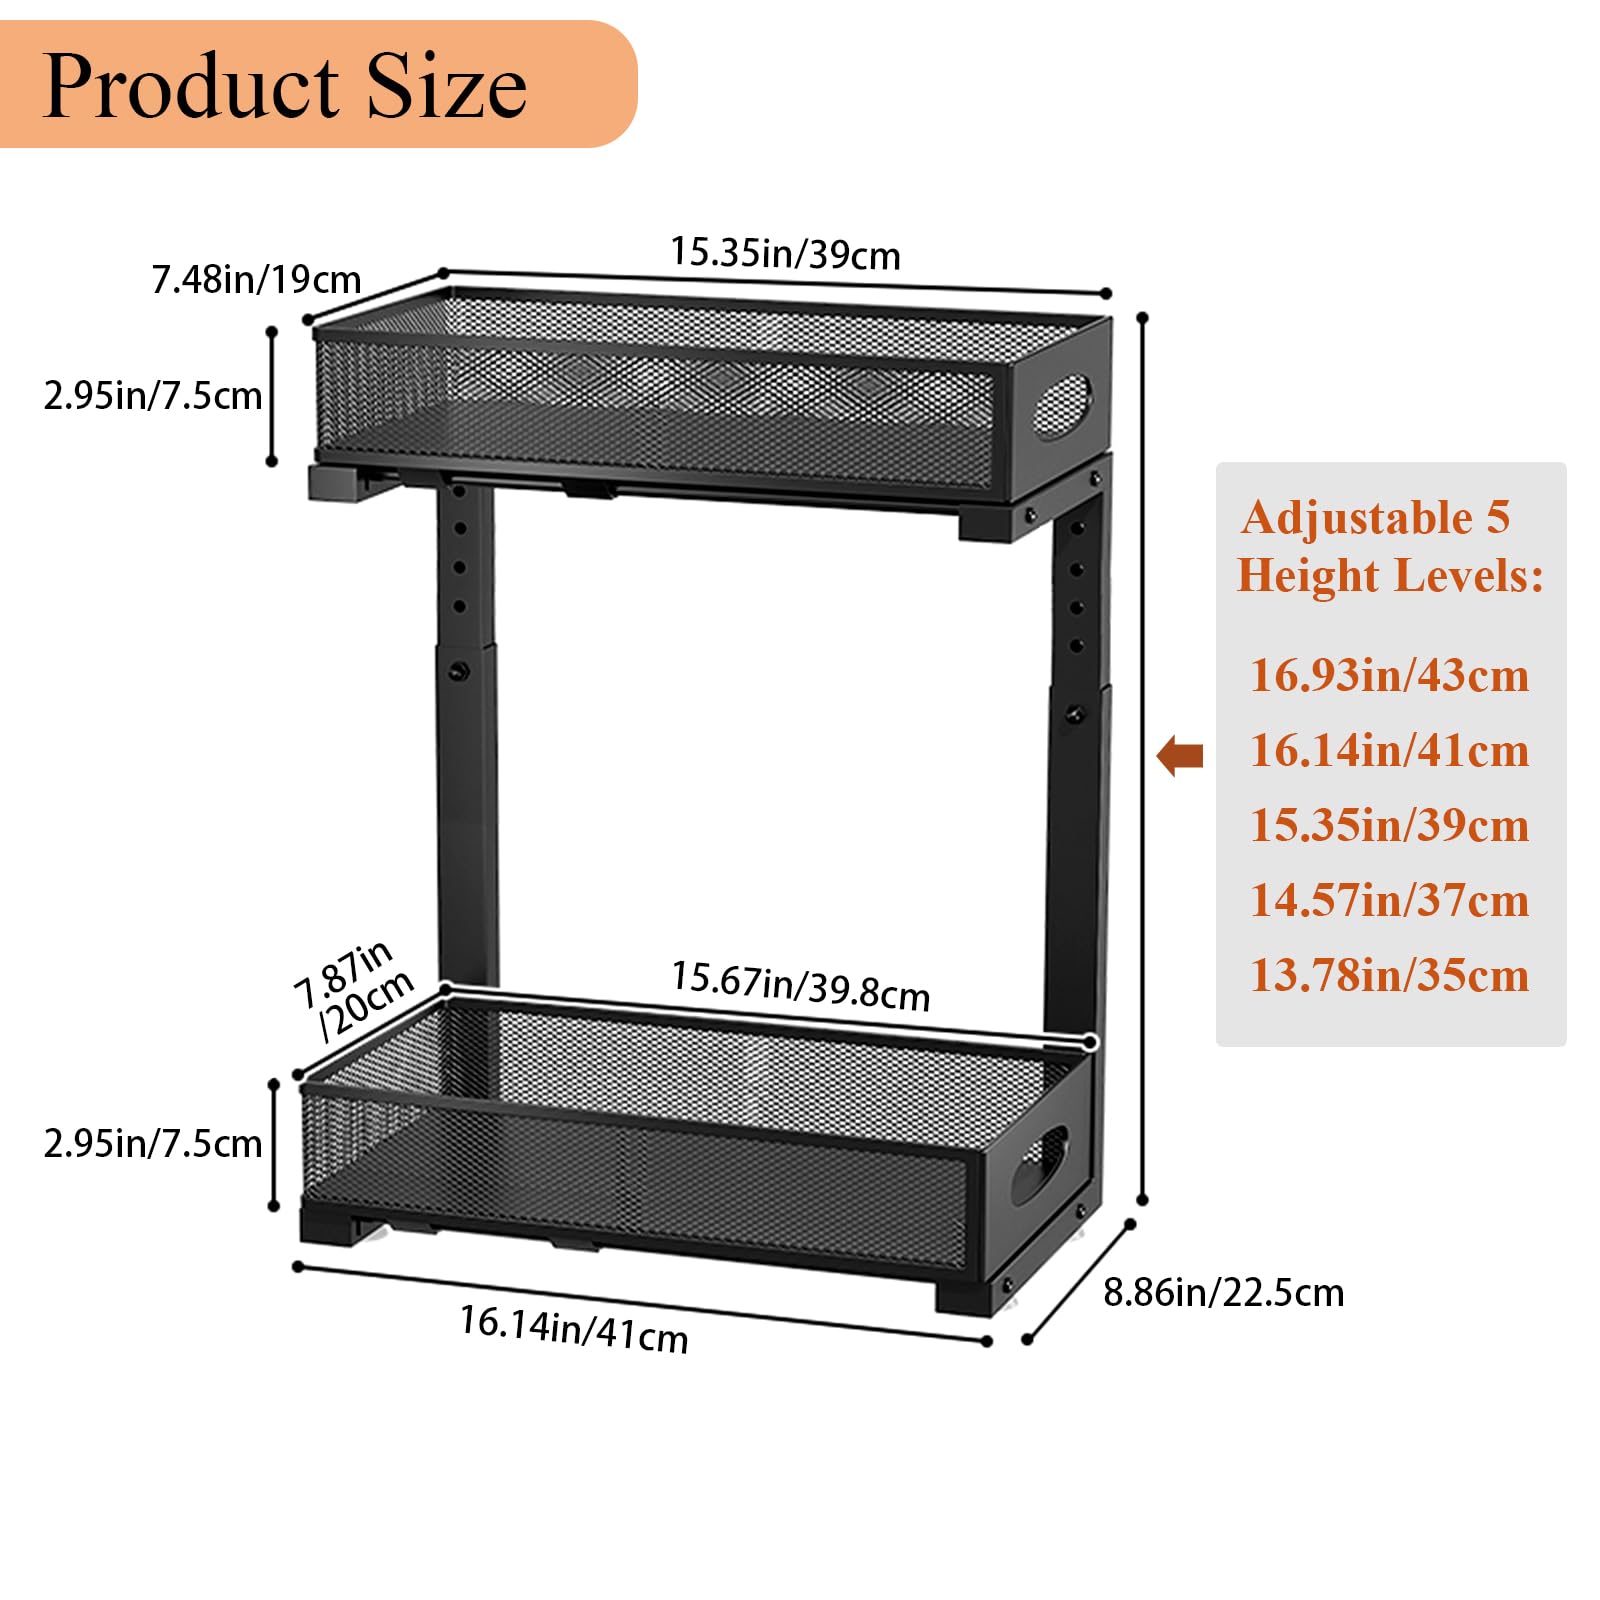 Product Size
15.35in/39cm
7.48in/19cm
2.95in/7.5cm
Adjustable 5
Height Levels:
16.93in/43cm
16.14in/41cm
15.35in/39cm
14.57in/37cm
13.78in/35cm
7.87in
/20cm
15.67in/39.8cm
2.95in/7.5cm
16.14in/41cm
8.86in/22.5cm